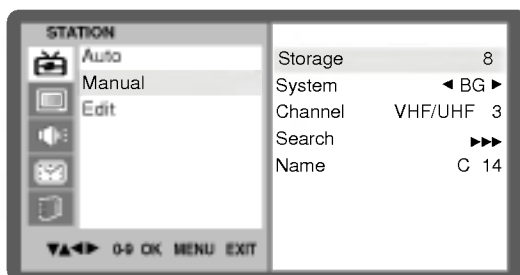 STATION
Auto
Manual
Edit
▼▲◀▶ 0-9 OK MENU EXIT
Storage 8
System ◀ BG ▶
Channel VHF/UHF 3
Search ▶▶▶
Name C 14